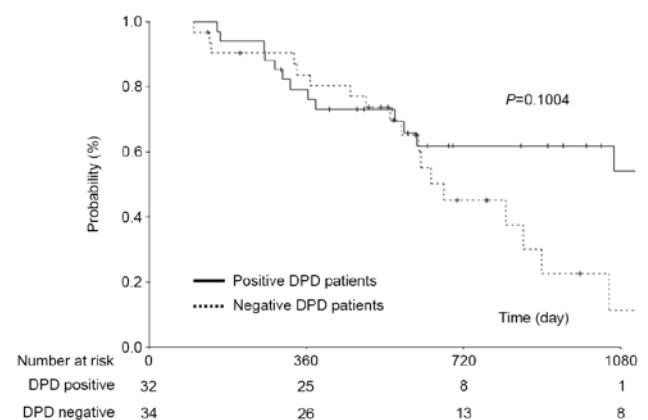 1.0
0.8
P=0.1004
0.6
Probability (%)
0.4
Positive DPD patients
0.2
Negative DPD patients
Time (day)
0.0
Number at risk 0 360 720 1080
DPD positive 32 25 8 1
DPD negative 34 26 13 8